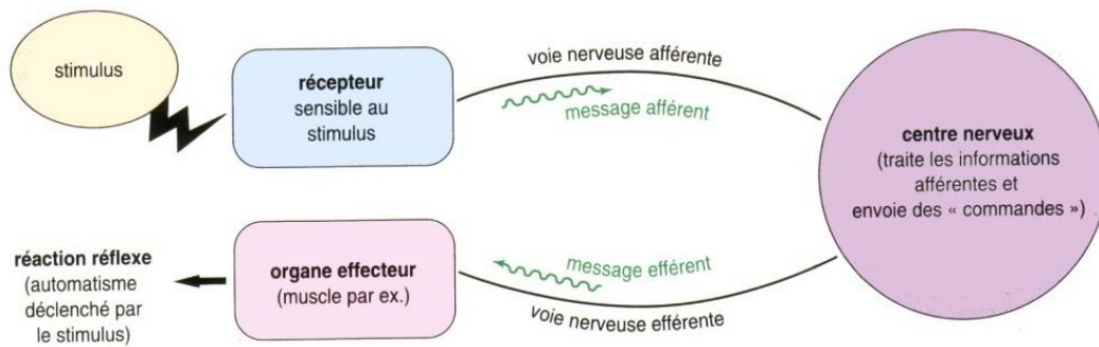 stimulus
récepteur
sensible au
stimulus
voie nerveuse afférente
message afférent
centre nerveux
(traite les informations
afférentes et
envoie des « commandes »)
message efférent
voie nerveuse efférente
organe effecteur
(muscle par ex.)
réaction réflexe
(automatisme
déclenché par
le stimulus)